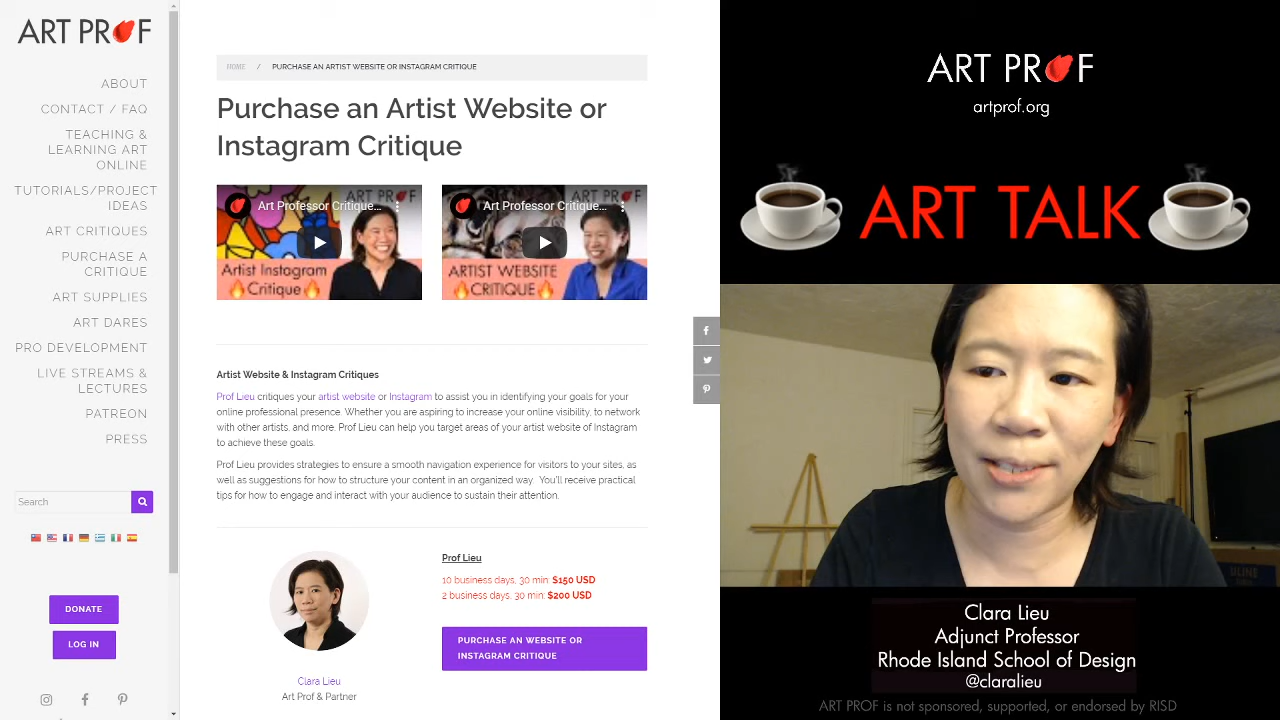 ART PROF
ABOUT
CONTACT / FAQ
TEACHING &
LEARNING ART
ONLINE
TUTORIALS/PROJECT
IDEAS
ART CRITIQUES
PURCHASE A
CRITIQUE
ART SUPPLIES
ART DARES
PRO DEVELOPMENT
LIVE STREAMS &
LECTURES
PATREON
PRESS
Search
DONATE
LOG IN
HOME / PURCHASE AN ARTIST WEBSITE OR INSTAGRAM CRITIQUE
Purchase an Artist Website or
Instagram Critique
ART PROF
Art Professor Critique...
Artist Instagram
Critique
ART PROF
Art Professor Critique...
ARTIST WEBSITE
CRITIQUE
Artist Website & Instagram Critiques
Prof Lieu critiques your artist website or Instagram to assist you in identifying your goals for your
online professional presence. Whether you are aspiring to increase your online visibility, to network
with other artists, and more. Prof Lieu can help you target areas of your artist website of Instagram
to achieve these goals.
Prof Lieu provides strategies to ensure a smooth navigation experience for visitors to your sites, as
well as suggestions for how to structure your content in an organized way. You'll receive practical
tips for how to engage and interact with your audience to sustain their attention.
Clara Lieu
Art Prof & Partner
Prof Lieu
10 business days, 30 min: $150 USD
2 business days, 30 min: $200 USD
PURCHASE AN WEBSITE OR
INSTAGRAM CRITIQUE
ART PROF
artprof.org
ART TALK
ULINE
Clara Lieu
Adjunct Professor
Rhode Island School of Design
@claralieu
ART PROF is not sponsored, supported, or endorsed by RISD